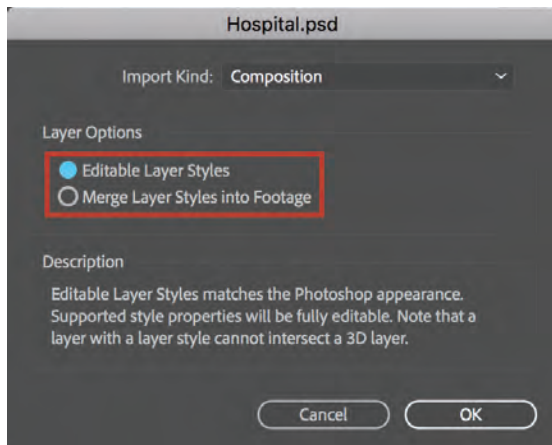 Hospital.psd
Import Kind: Composition
Layer Options
Editable Layer Styles
Merge Layer Styles into Footage
Description
Editable Layer Styles matches the Photoshop appearance.
Supported style properties will be fully editable. Note that a
layer with a layer style cannot intersect a 3D layer.
Cancel OK